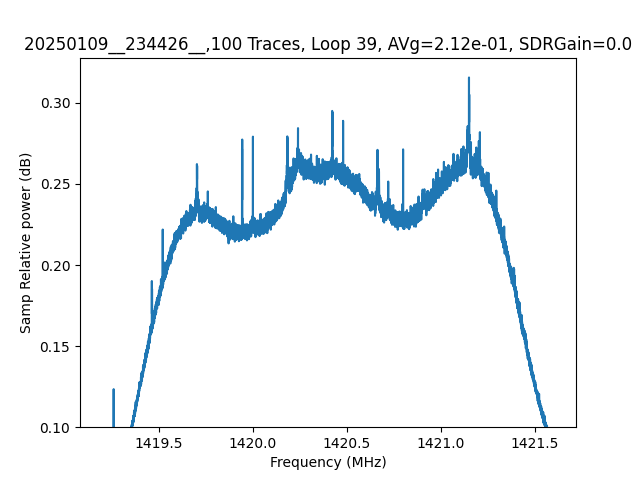 20250109__234426__,100 Traces, Loop 39, AVg=2.12e-01, SDRGain=0.0
0.30
0.25
0.20
0.15
0.10
Samp Relative power (dB)
1419.5 1420.0 1420.5 1421.0 1421.5
Frequency (MHz)